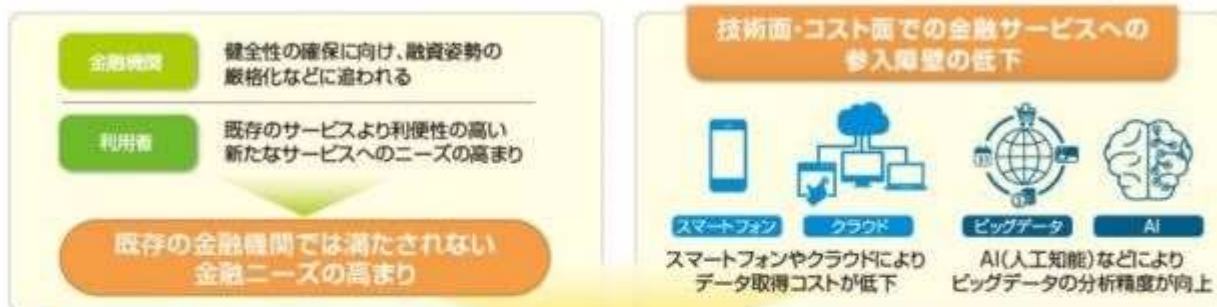 金融機関
健全性の確保に向け、融資姿勢の
厳格化などに追われる
利用者
既存のサービスより利便性の高い
新たなサービスへのニーズの高まり
既存の金融機関では満たされない
金融ニーズの高まり
技術面・コスト面での金融サービスへの
参入障壁の低下
スマートフォン
クラウド
ビッグデータ
AI
スマートフォンやクラウドにより
データ取得コストが低下
AI(人工知能)などにより
ビッグデータの分析精度が向上